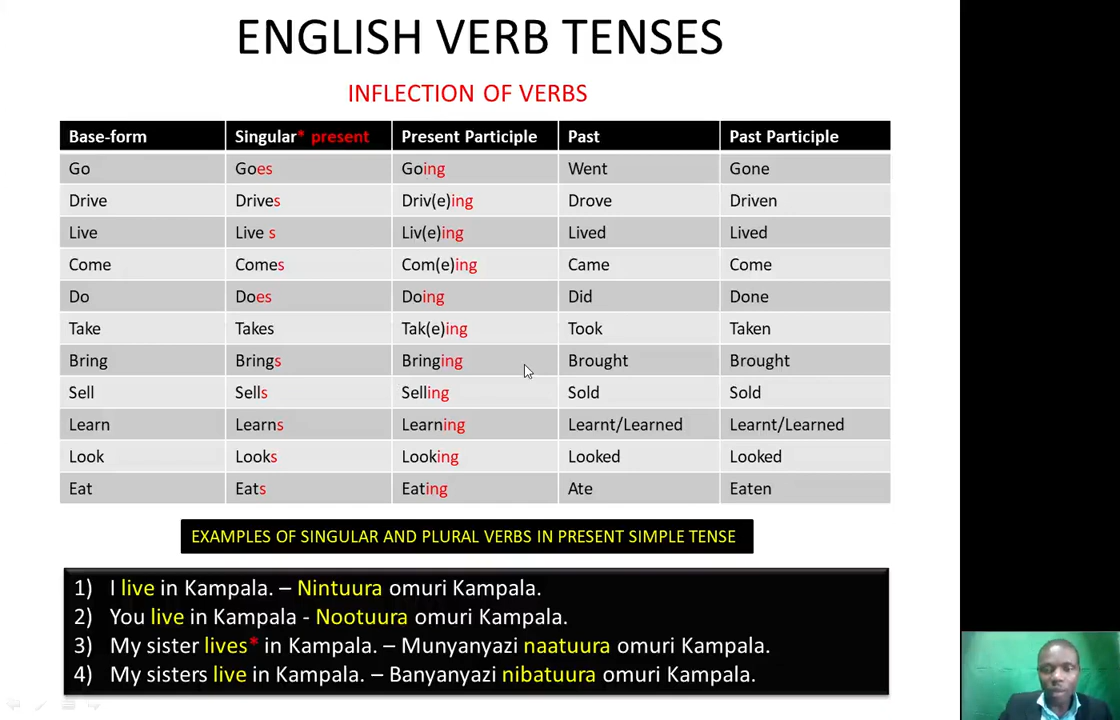 ENGLISH VERB TENSES
INFLECTION OF VERBS
Base-form Singular* present Present Participle Past Past Participle
Go Goes Going Went Gone
Drive Drives Driv(e)ing Drove Driven
Live Live s Liv(e)ing Lived Lived
Come Comes Com(e)ing Came Come
Do Does Doing Did Done
Take Takes Tak(e)ing Took Taken
Bring Brings Bringing Brought Brought
Sell Sells Selling Sold Sold
Learn Learns Learning Learnt/Learned Learnt/Learned
Look Looks Looking Looked Looked
Eat Eats Eating Ate Eaten
EXAMPLES OF SINGULAR AND PLURAL VERBS IN PRESENT SIMPLE TENSE
1) I live in Kampala. – Nintuura omuri Kampala.
2) You live in Kampala - Nootuura omuri Kampala.
3) My sister lives* in Kampala. – Munyanyazi naatuura omuri Kampala.
4) My sisters live in Kampala. – Banyanyazi nibatuura omuri Kampala.